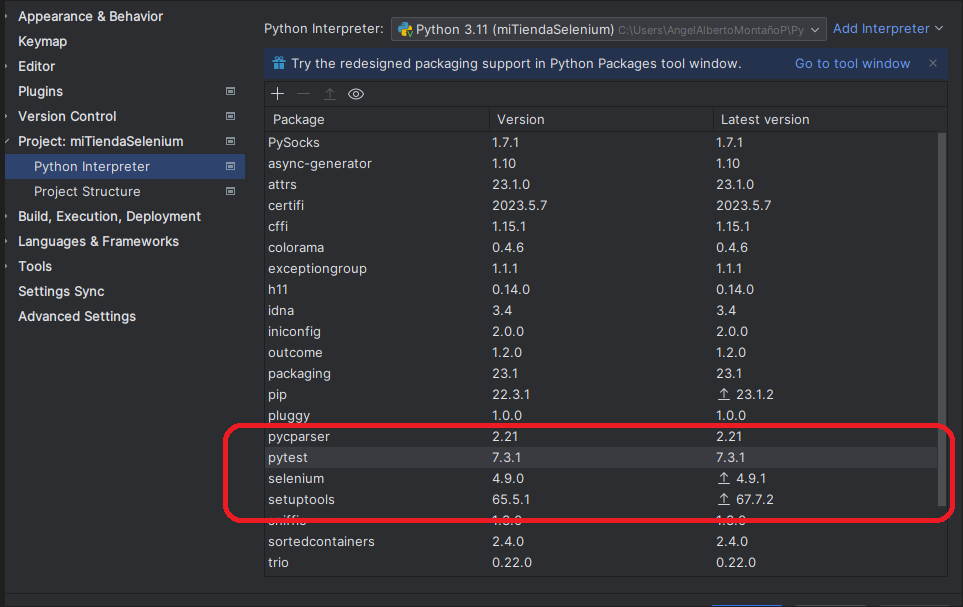 Appearance & Behavior
Keymap
Editor
Plugins
Version Control
Project: miTiendaSelenium
Python Interpreter
Project Structure
Build, Execution, Deployment
Languages & Frameworks
Tools
Settings Sync
Advanced Settings
Python Interpreter: Python 3.11 (miTiendaSelenium) C:\Users\AngelAlbertoMontañoP\Py Add Interpreter
Try the redesigned packaging support in Python Packages tool window. Go to tool window
Package Version Latest version
PySocks 1.7.1 1.7.1
async-generator 1.10 1.10
attrs 23.1.0 23.1.0
certifi 2023.5.7 2023.5.7
cffi 1.15.1 1.15.1
colorama 0.4.6 0.4.6
exceptiongroup 1.1.1 1.1.1
h11 0.14.0 0.14.0
idna 3.4 3.4
iniconfig 2.0.0 2.0.0
outcome 1.2.0 1.2.0
packaging 23.1 23.1
pip 22.3.1 23.1.2
pluggy 1.0.0 1.0.0
pycparser 2.21 2.21
pytest 7.3.1 7.3.1
selenium 4.9.0 4.9.1
setuptools 65.5.1 67.7.2
sniffio
sortedcontainers 2.4.0 2.4.0
trio 0.22.0 0.22.0